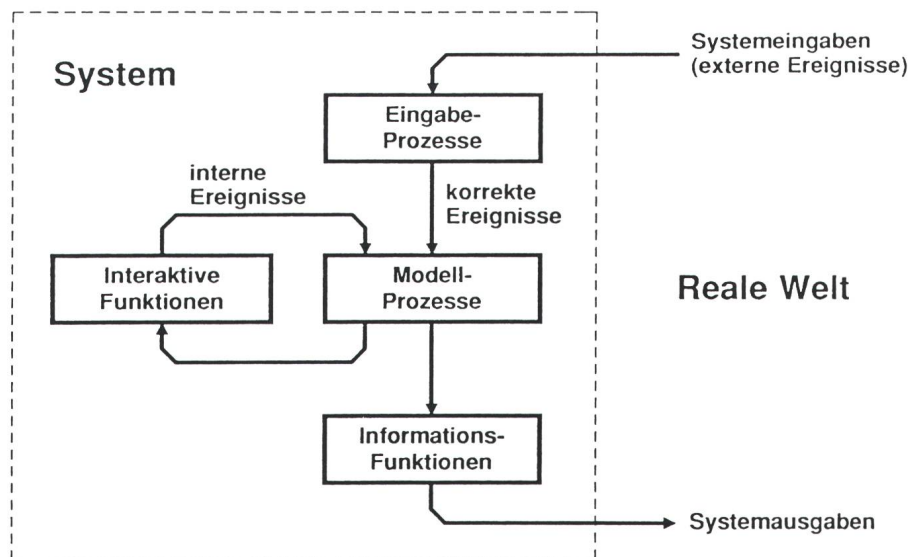 Systemeingaben
(externe Ereignisse)
System
Eingabe-
Prozesse
interne
Ereignisse
korrekte
Ereignisse
Interaktive
Funktionen
Modell-
Prozesse
Reale Welt
Informations-
Funktionen
Systemausgaben